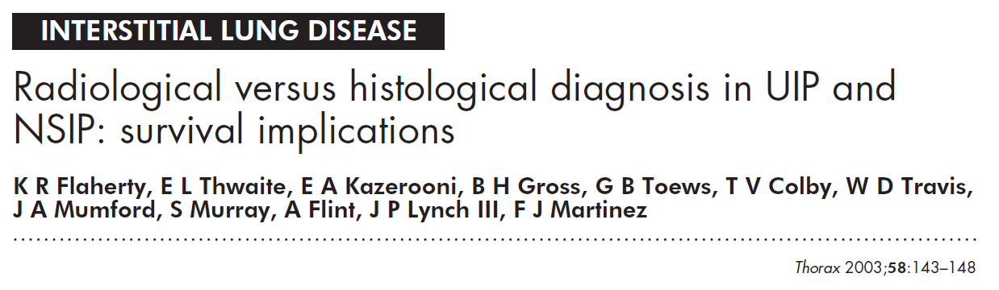 INTERSTITIAL LUNG DISEASE
Radiological versus histological diagnosis in UIP and
NSIP: survival implications
K R Flaherty, E L Thwaite, E A Kazerooni, B H Gross, G B Toews, T V Colby, W D Travis,
J A Mumford, S Murray, A Flint, J P Lynch III, F J Martinez
Thorax 2003;58:143–148